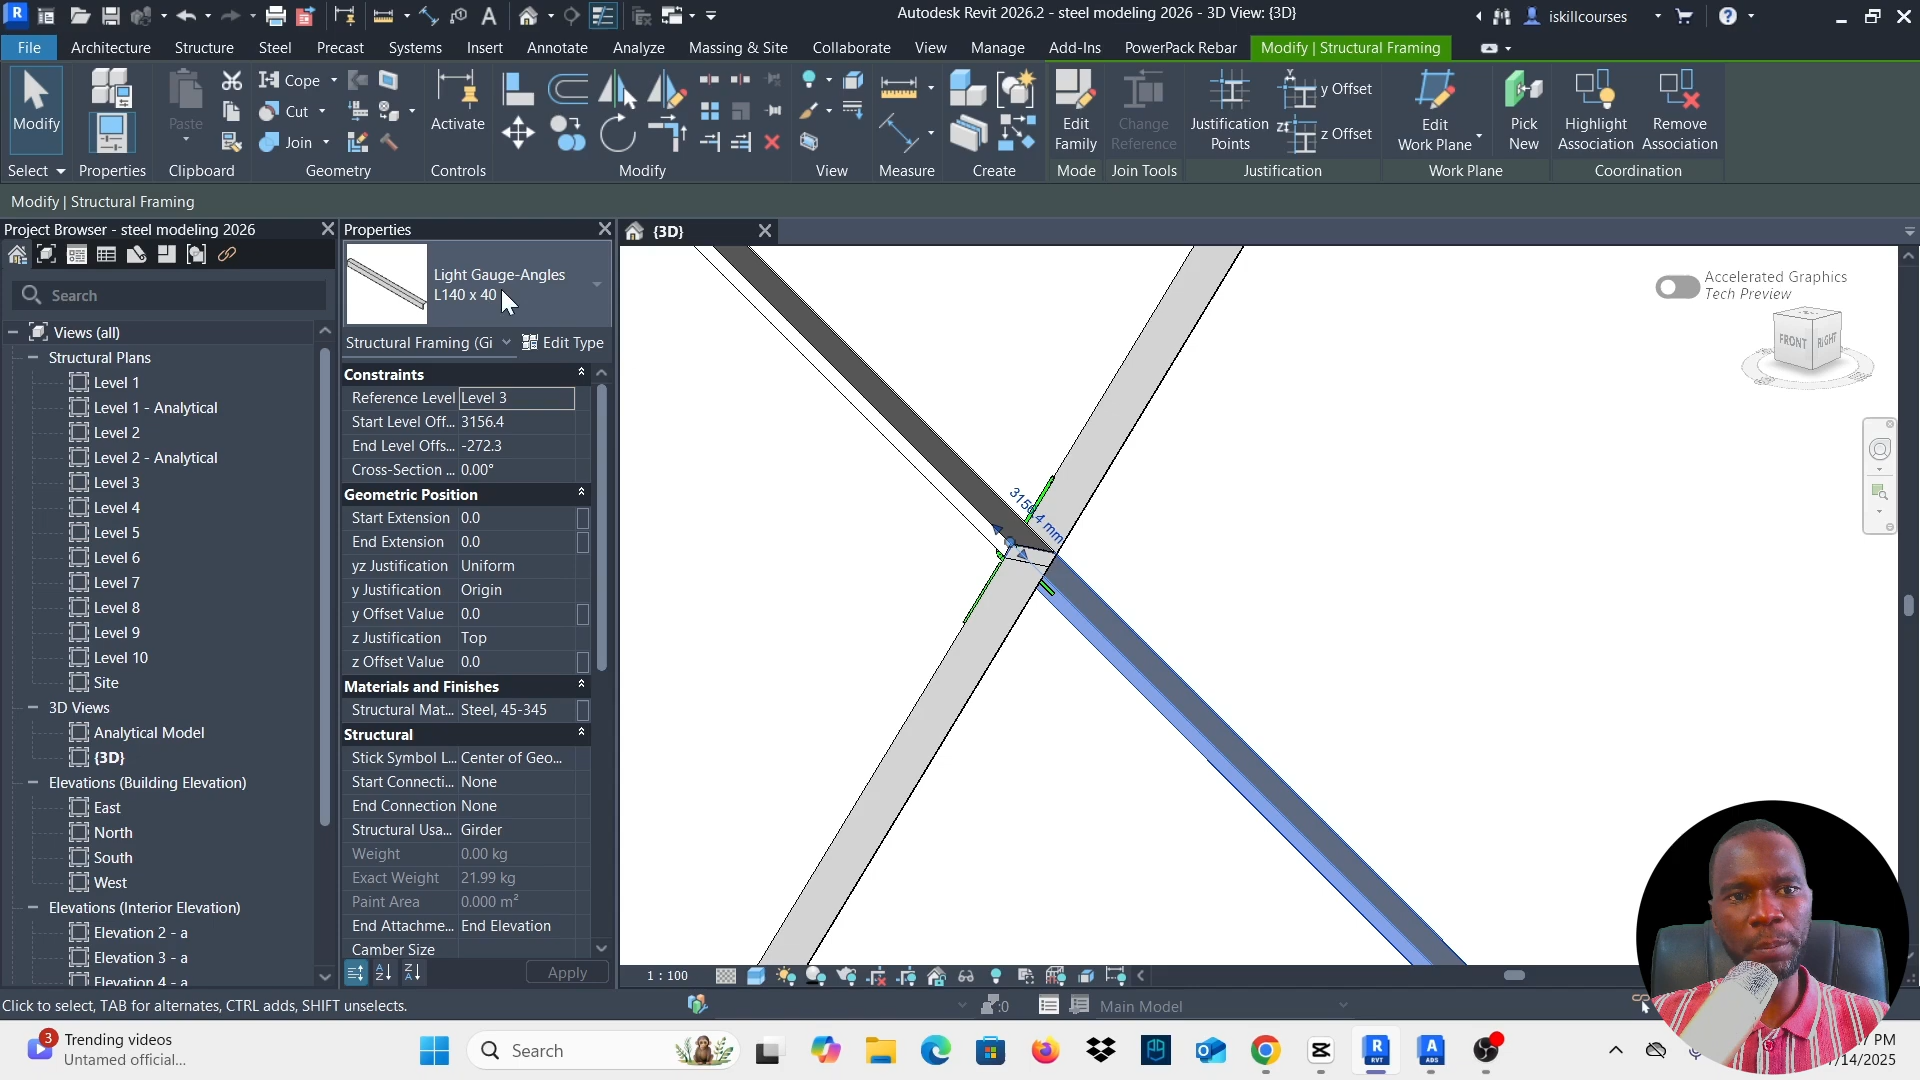 Autodesk Revit 2026.2 - steel modeling 2026 - 3D View: {3D}
iskillcourses
File
Architecture
Structure
Steel
Precast
Systems
Insert
Annotate
Analyze
Massing & Site
Collaborate
View
Manage
Add-Ins
PowerPack Rebar
Modify | Structural Framing
Modify
Paste
Cope
Cut
Join
Activate
Edit
Family
Change
Reference
Justification
Points
y Offset
z Offset
Edit
Work Plane
Pick
New
Highlight
Association
Remove
Association
Select
Properties
Clipboard
Geometry
Controls
Modify
View
Measure
Create
Mode
Join Tools
Justification
Work Plane
Coordination
Modify | Structural Framing
Project Browser - steel modeling 2026
Search
Views (all)
Structural Plans
Level 1
Level 1 - Analytical
Level 2
Level 2 - Analytical
Level 3
Level 4
Level 5
Level 6
Level 7
Level 8
Level 9
Level 10
Site
3D Views
Analytical Model
{3D}
Elevations (Building Elevation)
East
North
South
West
Elevations (Interior Elevation)
Elevation 2 - a
Elevation 3 - a
Elevation 4 - a
Properties
Light Gauge-Angles
L140 x 40
Structural Framing (Gi
Edit Type
Constraints
Reference Level Level 3
Start Level Off... 3156.4
End Level Offs... -272.3
Cross-Section ... 0.00°
Geometric Position
Start Extension 0.0
End Extension 0.0
yz Justification Uniform
y Justification Origin
y Offset Value 0.0
z Justification Top
z Offset Value 0.0
Materials and Finishes
Structural Mat... Steel, 45-345
Structural
Stick Symbol L... Center of Geo...
Start Connecti... None
End Connection None
Structural Usa... Girder
Weight 0.00 kg
Exact Weight 21.99 kg
Paint Area 0.000 m²
End Attachme... End Elevation
Camber Size
Apply
{3D}
Accelerated Graphics
Tech Preview
FRONT
RIGHT
3156.4 mm
1 : 100
Click to select, TAB for alternates, CTRL adds, SHIFT unselects.
:0
Main Model
3
Trending videos
Untamed official...
Search
PM
/14/2025